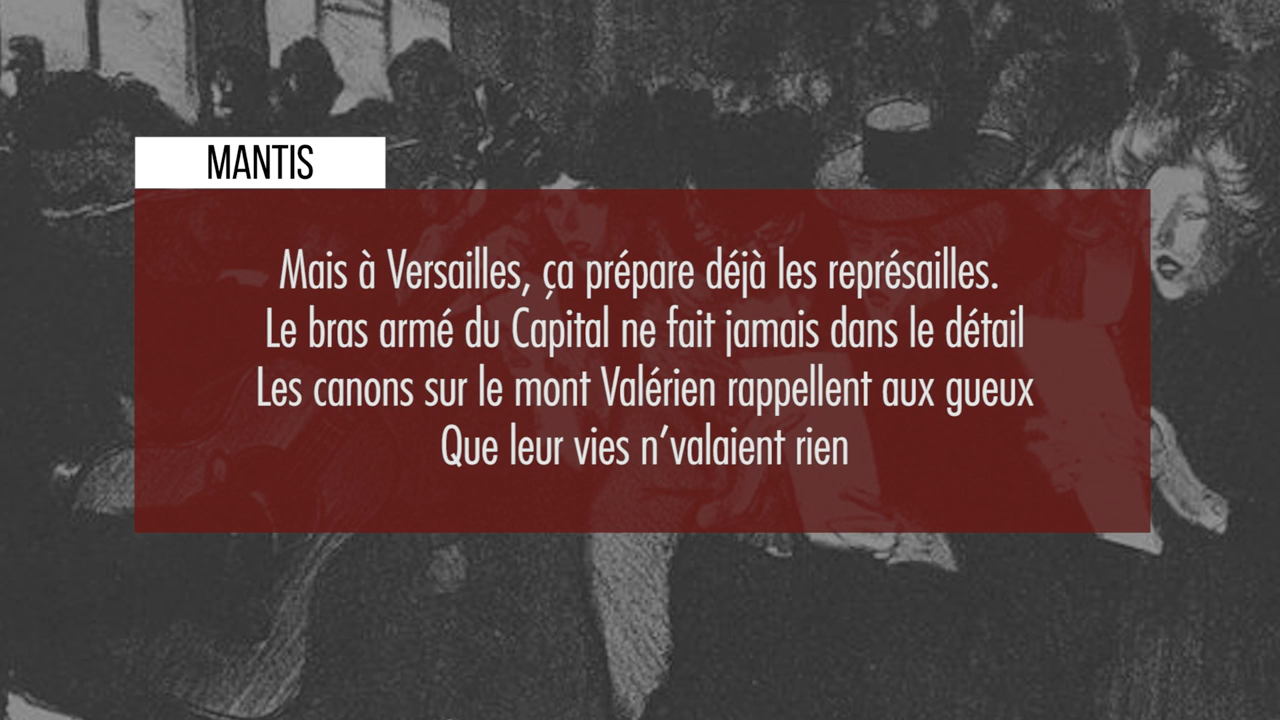 MANTIS
Mais à Versailles, ça prépare déjà les représailles.
Le bras armé du Capital ne fait jamais dans le détail
Les canons sur le mont Valérien rappellent aux gueux
Que leur vies n’valaient rien